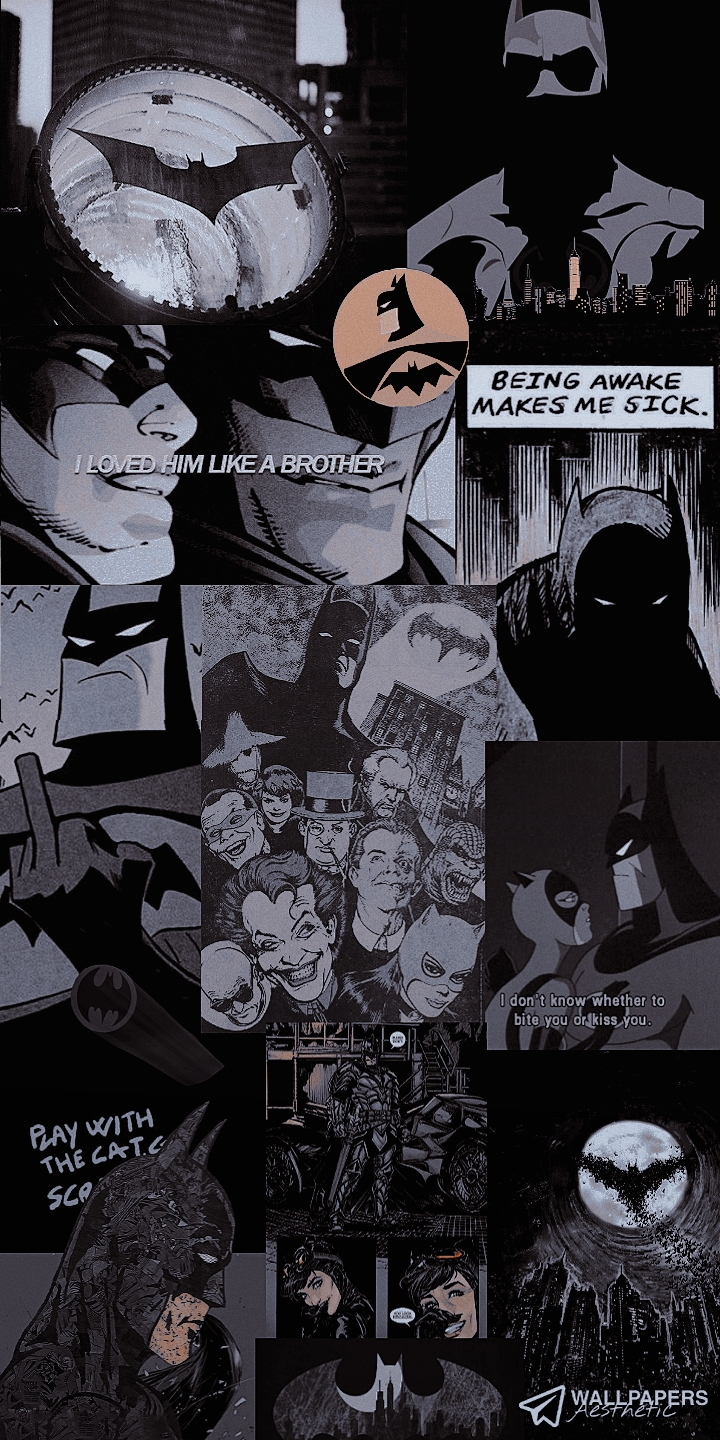 BEING AWAKE
MAKES ME SICK.
I LOVED HIM LIKE A BROTHER
I don't know whether to
bite you or kiss you.
PLAY WITH
THE CATC
WALLPAPERS
Aesthetic